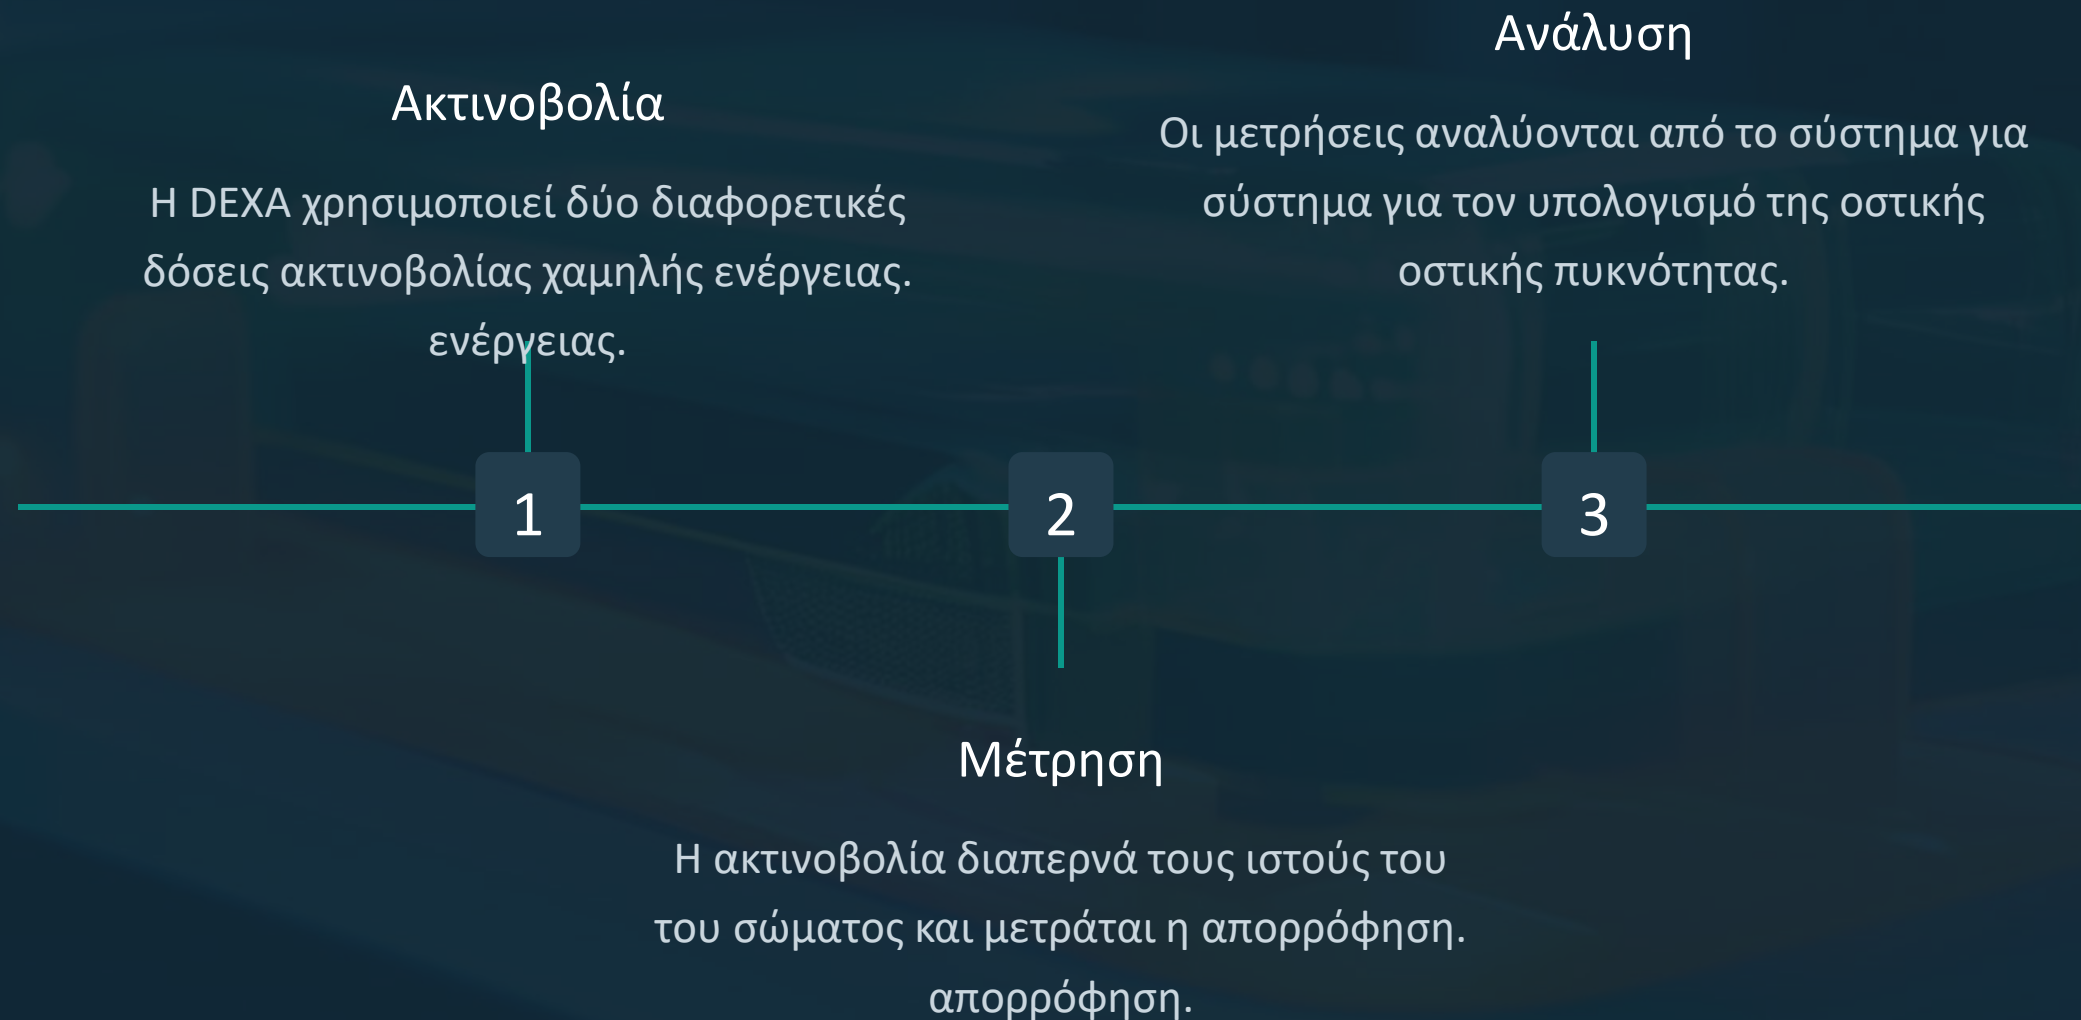 Ακτινοβολία
Η DEXA χρησιμοποιεί δύο διαφορετικές
δόσεις ακτινοβολίας χαμηλής ενέργειας.
ενέργειας.
1
2
Μέτρηση
Η ακτινοβολία διαπερνά τους ιστούς του
του σώματος και μετράται η απορρόφηση.
απορρόφηση.
Ανάλυση
Οι μετρήσεις αναλύονται από το σύστημα για
σύστημα για τον υπολογισμό της οστικής
οστικής πυκνότητας.
3